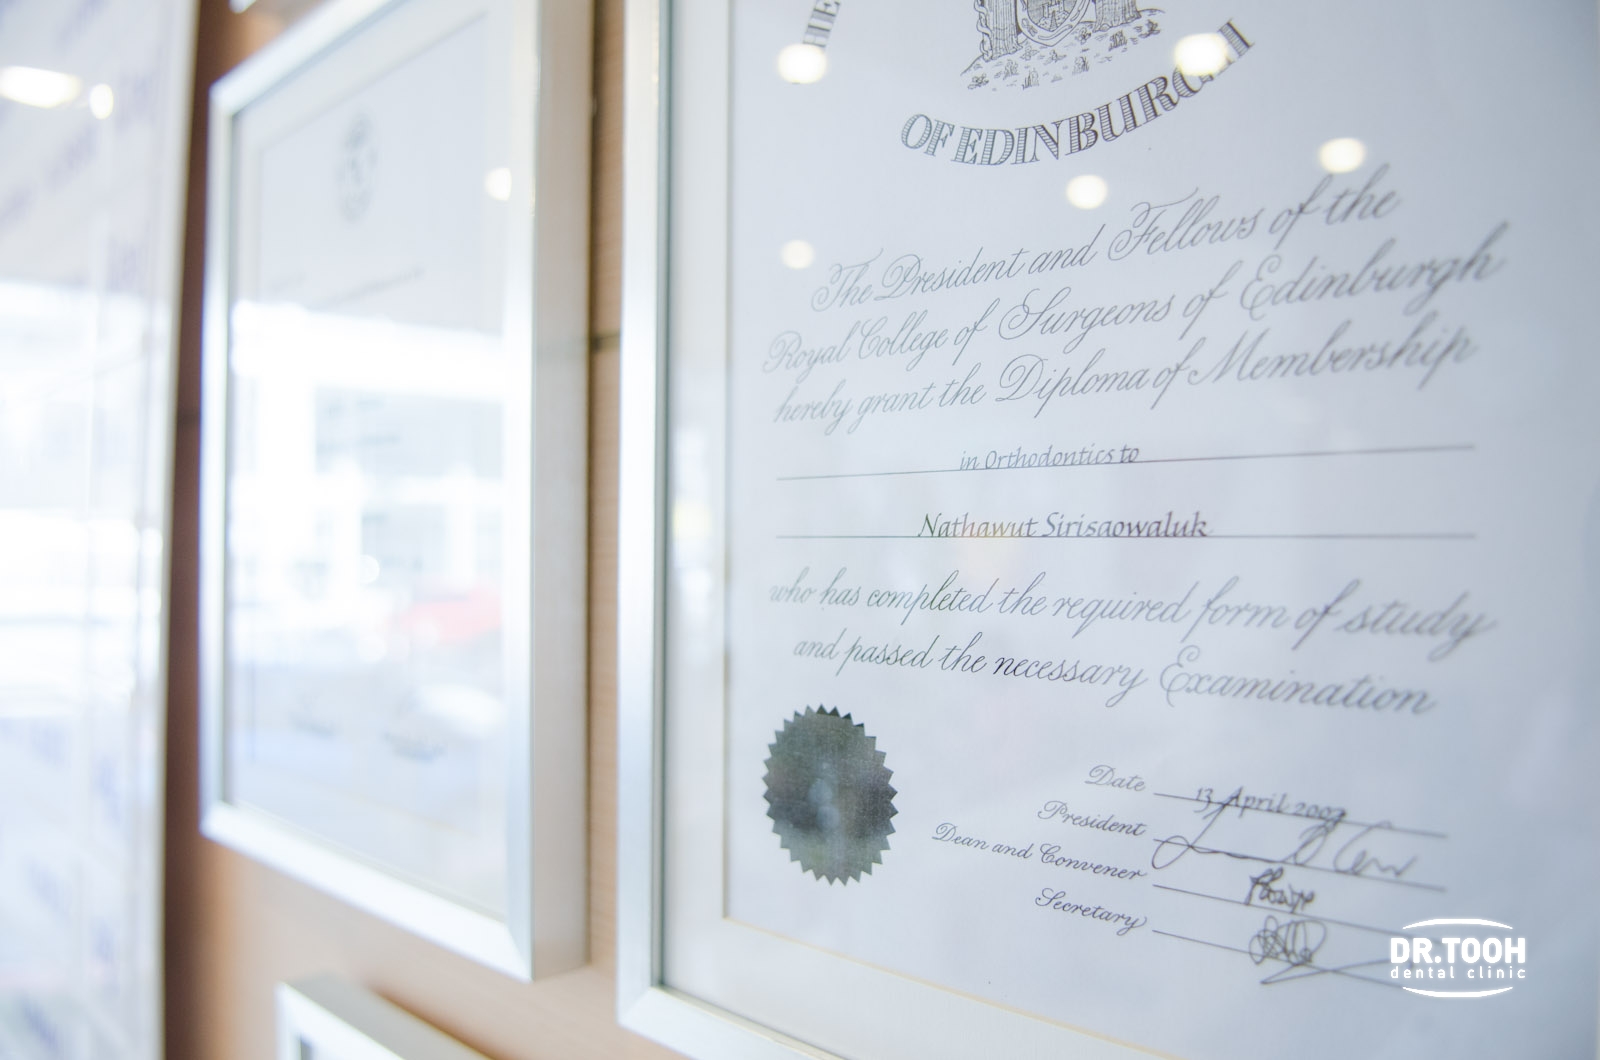 THE
OF EDINBURGH
The President and Fellows of the
Royal College of Surgeons of Edinburgh
hereby grant the Diploma of Membership
in Orthodontics to
Nathawut Sirisaowaluk
who has completed the required form of study
and passed the necessary Examination
Date 13 April 2007
President
Dean and Convener
Secretary
DR.TOOH
dental clinic